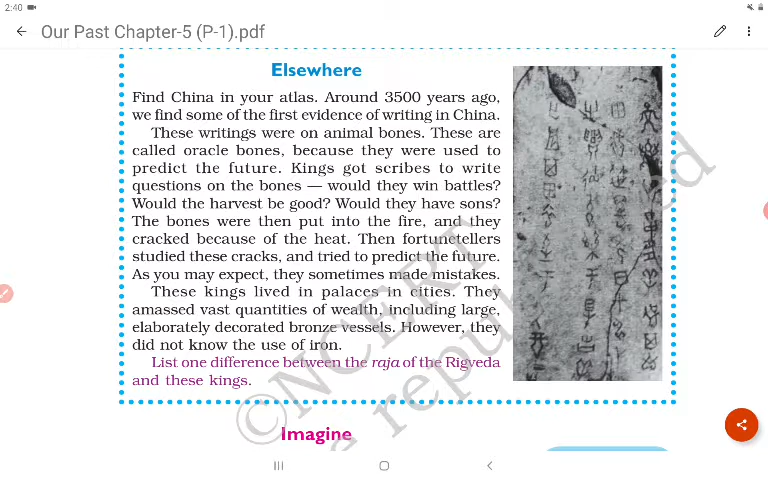 2:40
Our Past Chapter-5 (P-1).pdf
Elsewhere
Find China in your atlas. Around 3500 years ago,
we find some of the first evidence of writing in China.
These writings were on animal bones. These are
called oracle bones, because they were used to
predict the future. Kings got scribes to write
questions on the bones — would they win battles?
Would the harvest be good? Would they have sons?
The bones were then put into the fire, and they
cracked because of the heat. Then fortunetellers
studied these cracks, and tried to predict the future.
As you may expect, they sometimes made mistakes.
These kings lived in palaces in cities. They
amassed vast quantities of wealth, including large,
elaborately decorated bronze vessels. However, they
did not know the use of iron.
List one difference between the raja of the Rigveda
and these kings.
©NCERT
Imagine